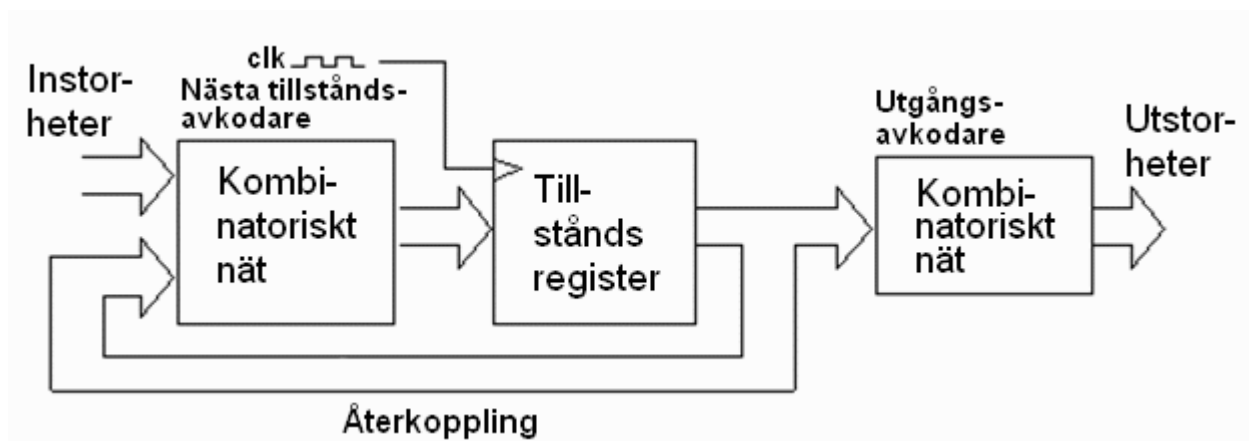 clk
Instor-
heter
Nästa tillstånds-
avkodare
Kombi-
natoriskt
nät
Till-
stånds
register
Utgångs-
avkodare
Kombi-
natoriskt
nät
Utstor-
heter
Återkoppling